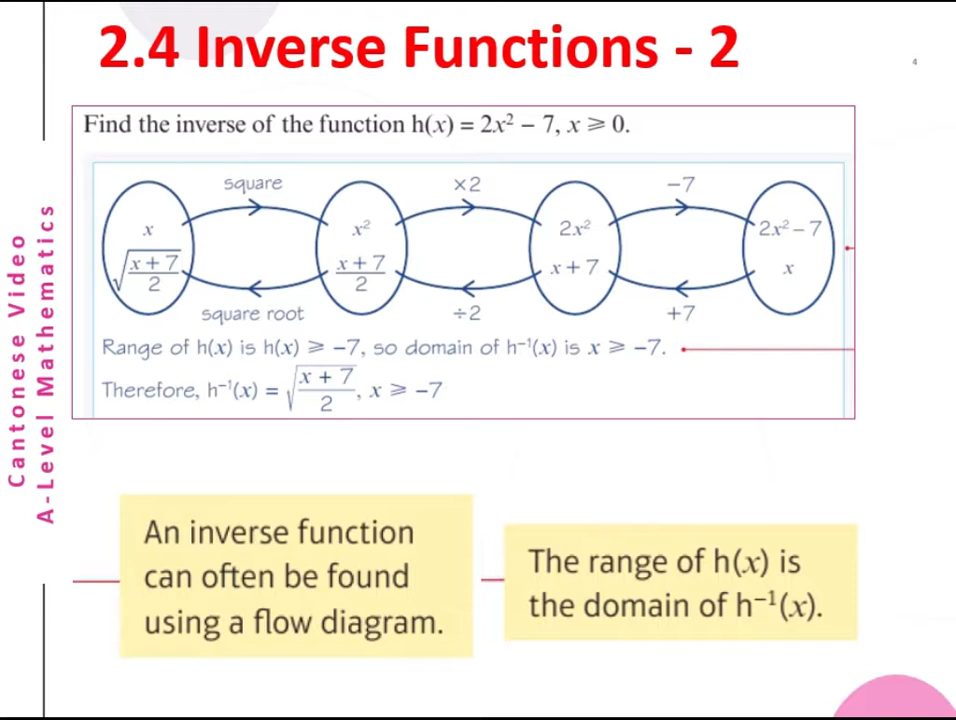 2.4 Inverse Functions - 2
4
Cantonese Video
A-Level Mathematics
Find the inverse of the function h(x) = 2x² – 7, x ⩾ 0.
square
×2
–7
x
x²
2x²
2x² – 7
√((x + 7)/2)
(x + 7)/2
x + 7
x
square root
÷2
+7
Range of h(x) is h(x) ⩾ –7, so domain of h⁻¹(x) is x ⩾ –7.
Therefore, h⁻¹(x) = √((x + 7)/2), x ⩾ –7
An inverse function
can often be found
using a flow diagram.
The range of h(x) is
the domain of h⁻¹(x).